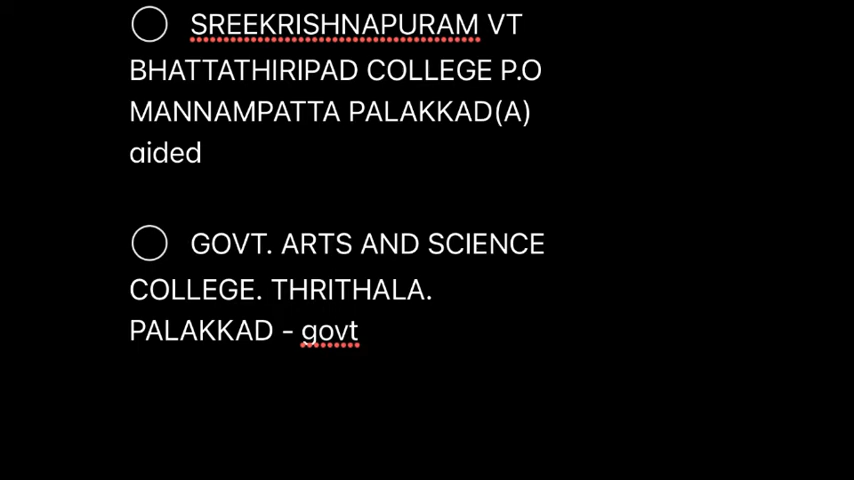 SREEKRISHNAPURAM VT
BHATTATHIRIPAD COLLEGE P.O
MANNAMPATTA PALAKKAD(A)
aided
GOVT. ARTS AND SCIENCE
COLLEGE. THRITHALA.
PALAKKAD - govt